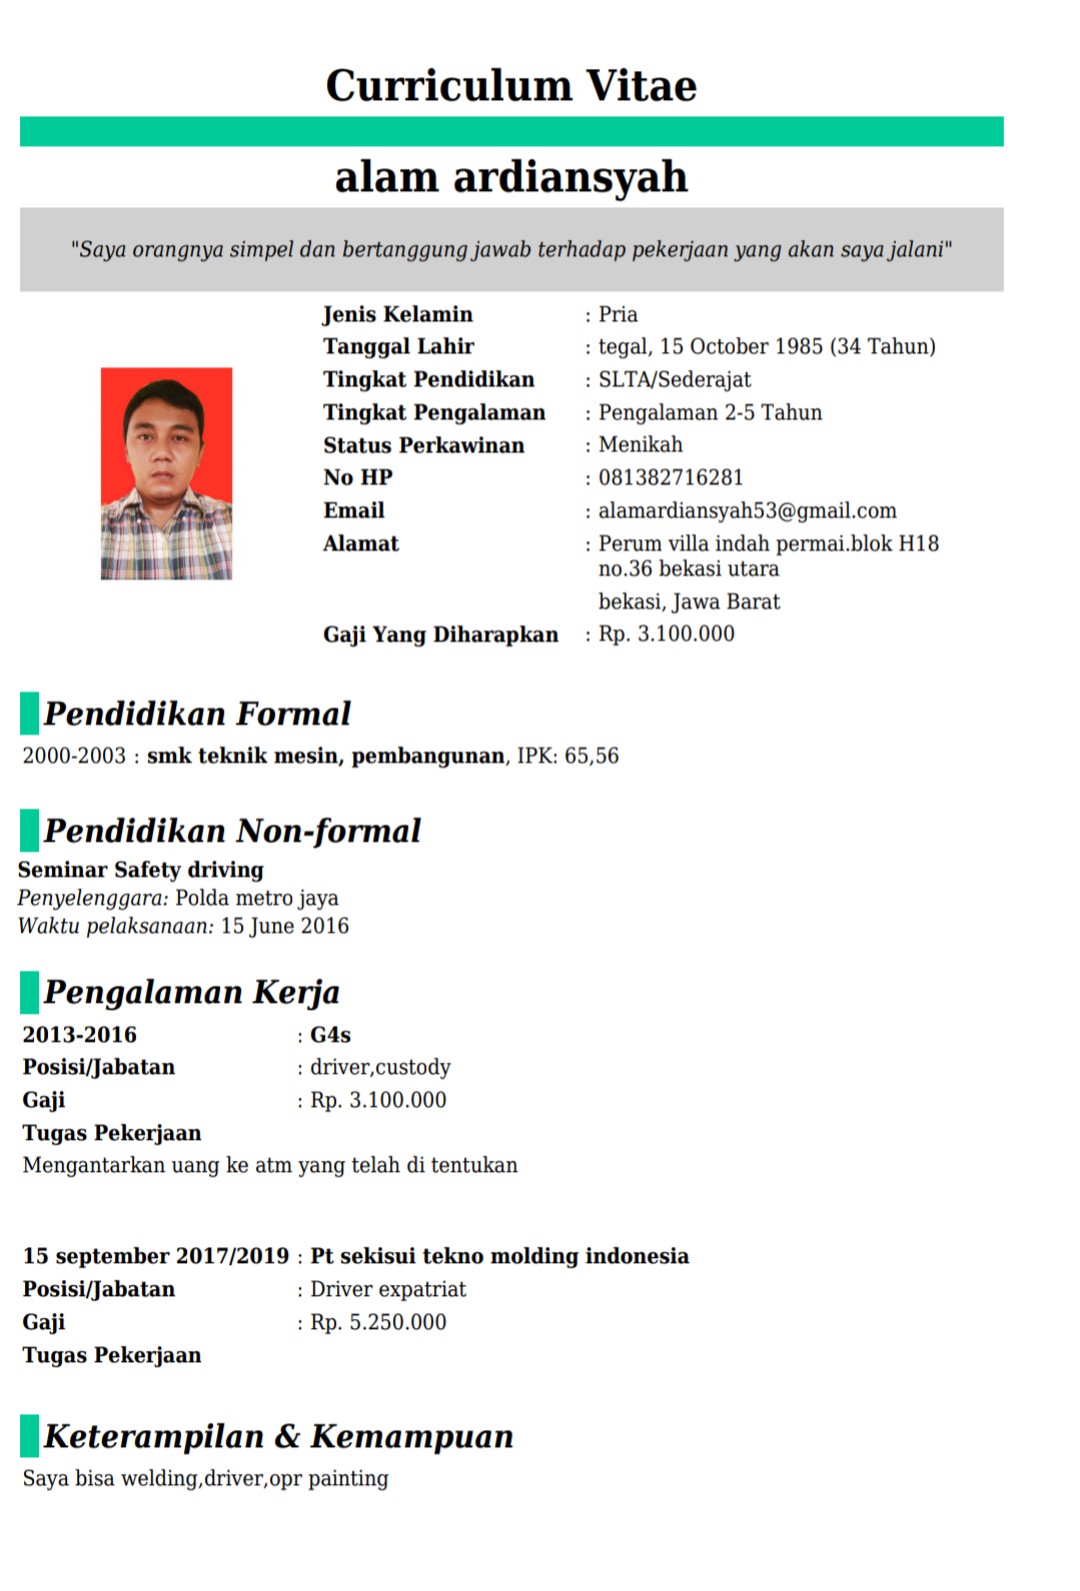 Curriculum Vitae
alam ardiansyah
"Saya orangnya simpel dan bertanggung jawab terhadap pekerjaan yang akan saya jalani"
Jenis Kelamin : Pria
Tanggal Lahir : tegal, 15 October 1985 (34 Tahun)
Tingkat Pendidikan : SLTA/Sederajat
Tingkat Pengalaman : Pengalaman 2-5 Tahun
Status Perkawinan : Menikah
No HP : 081382716281
Email : alamardiansyah53@gmail.com
Alamat : Perum villa indah permai.blok H18
no.36 bekasi utara
bekasi, Jawa Barat
Gaji Yang Diharapkan : Rp. 3.100.000
Pendidikan Formal
2000-2003 : smk teknik mesin, pembangunan, IPK: 65,56
Pendidikan Non-formal
Seminar Safety driving
Penyelenggara: Polda metro jaya
Waktu pelaksanaan: 15 June 2016
Pengalaman Kerja
2013-2016 : G4s
Posisi/Jabatan : driver,custody
Gaji : Rp. 3.100.000
Tugas Pekerjaan
Mengantarkan uang ke atm yang telah di tentukan
15 september 2017/2019 : Pt sekisui tekno molding indonesia
Posisi/Jabatan : Driver expatriat
Gaji : Rp. 5.250.000
Tugas Pekerjaan
Keterampilan & Kemampuan
Saya bisa welding,driver,opr painting